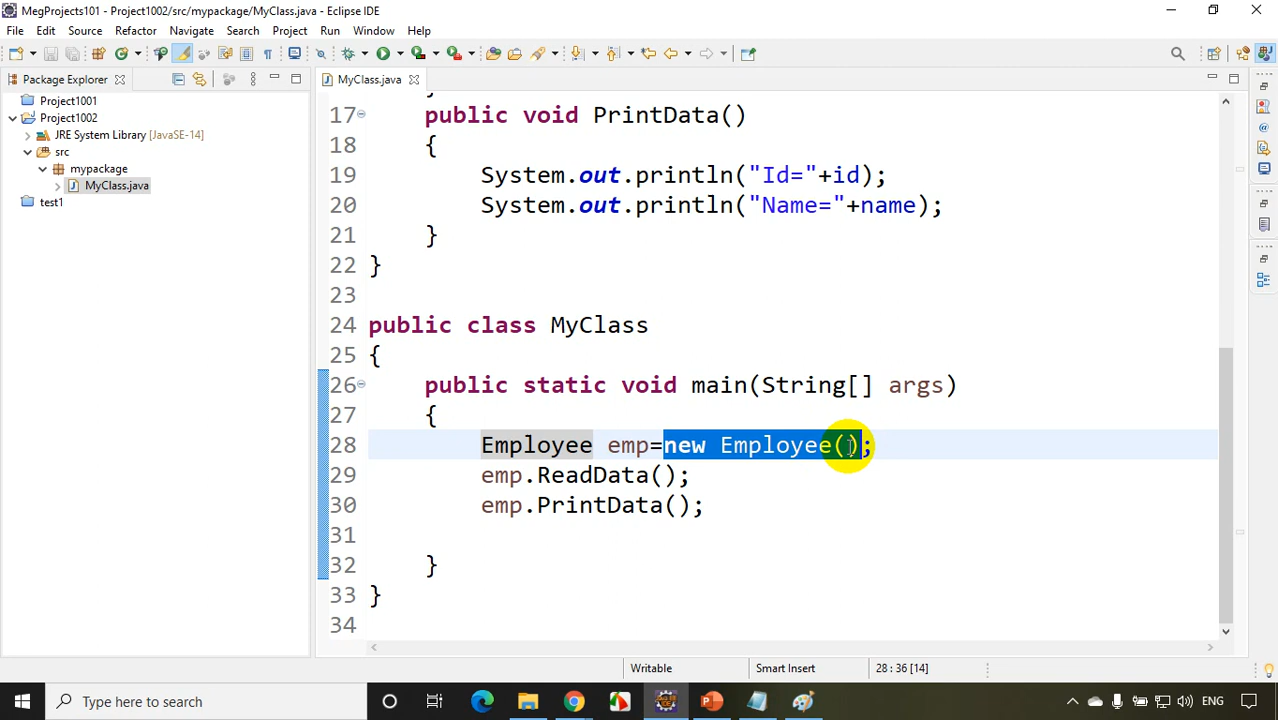 MegProjects101 - Project1002/src/mypackage/MyClass.java - Eclipse IDE
File Edit Source Refactor Navigate Search Project Run Window Help
Package Explorer
MyClass.java
Project1001
Project1002
JRE System Library [JavaSE-14]
src
mypackage
MyClass.java
test1
17 public void PrintData()
18 {
19 System.out.println("Id="+id);
20 System.out.println("Name="+name);
21 }
22 }
23
24 public class MyClass
25 {
26 public static void main(String[] args)
27 {
28 Employee emp=new Employee();
29 emp.ReadData();
30 emp.PrintData();
31
32 }
33 }
34
Writable Smart Insert 28 : 36 [14]
Type here to search
ENG